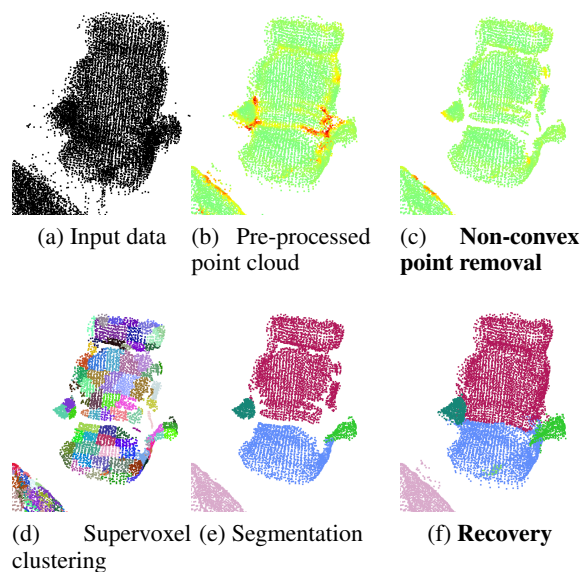 (a) Input data
(b) Pre-processed
point cloud
(c) Non-convex
point removal
(d) Supervoxel
clustering
(e) Segmentation
(f) Recovery